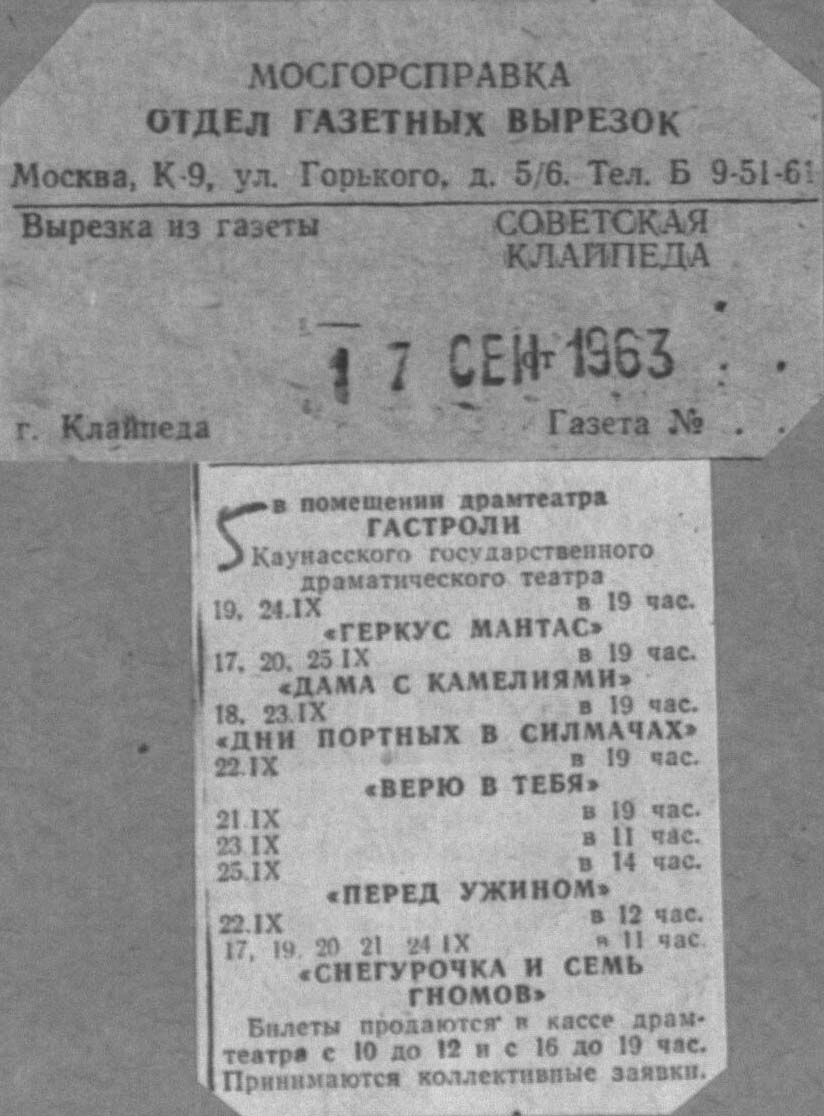 МОСГОРСПРАВКА
ОТДЕЛ ГАЗЕТНЫХ ВЫРЕЗОК
Москва, К-9, ул. Горького, д. 5/6. Тел. Б 9-51-61
Вырезка из газеты СОВЕТСКАЯ
КЛАЙПЕДА
17 СЕН 1963
г. Клайпеда Газета № . .
5 в помещении драмтеатра
ГАСТРОЛИ
Каунасского государственного
драматического театра
19, 24.IX в 19 час.
«ГЕРКУС МАНТАС»
17, 20, 25 IX в 19 час.
«ДАМА С КАМЕЛИЯМИ»
18, 23.IX в 19 час.
«ДНИ ПОРТНЫХ В СИЛМАЧАХ»
22.IX в 19 час.
«ВЕРЮ В ТЕБЯ»
21.IX в 19 час.
23 IX в 11 час.
25.IX в 14 час.
«ПЕРЕД УЖИНОМ»
22.IX в 12 час.
17, 19, 20 21 24 IX в 11 час.
«СНЕГУРОЧКА И СЕМЬ
ГНОМОВ»
Билеты продаются в кассе драм-
театра с 10 до 12 и с 16 до 19 час.
Принимаются коллективные заявки.